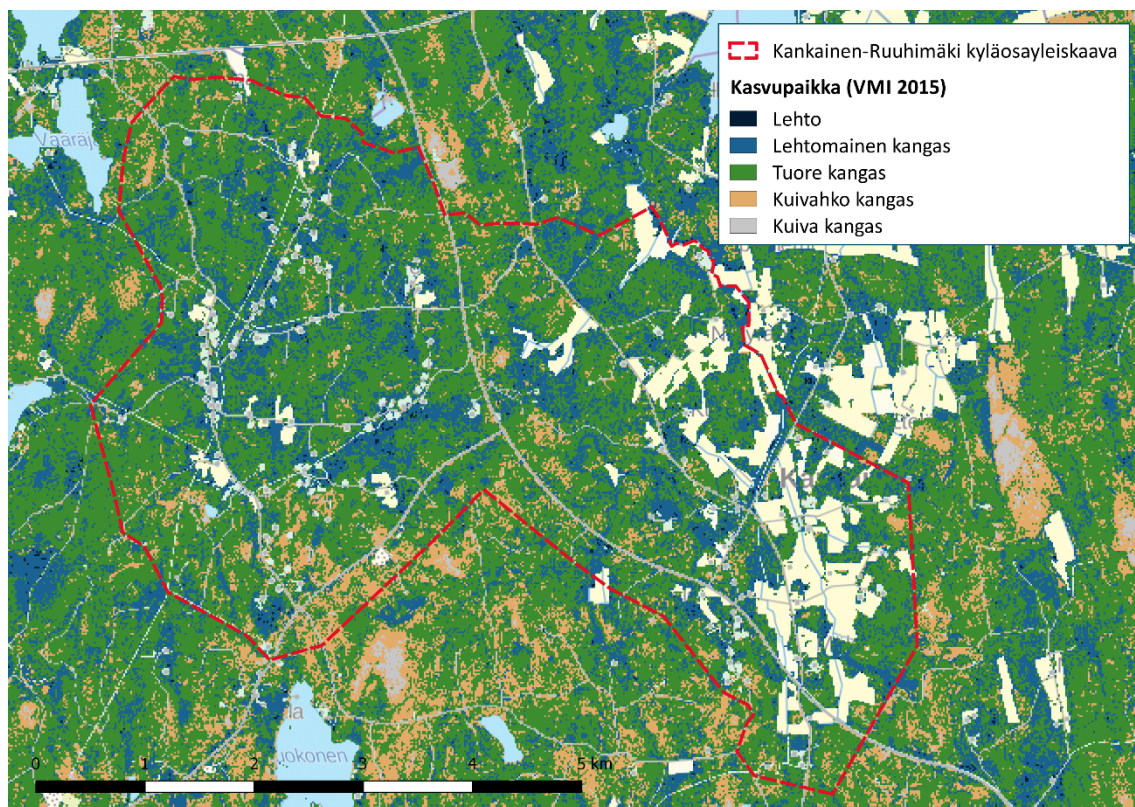 Kankainen-Ruuhimäki kyläosayleiskaava
Kasvupaikka (VMI 2015)
Lehto
Lehtomainen kangas
Tuore kangas
Kuivahko kangas
Kuiva kangas
0 1 2 3 4 5 km